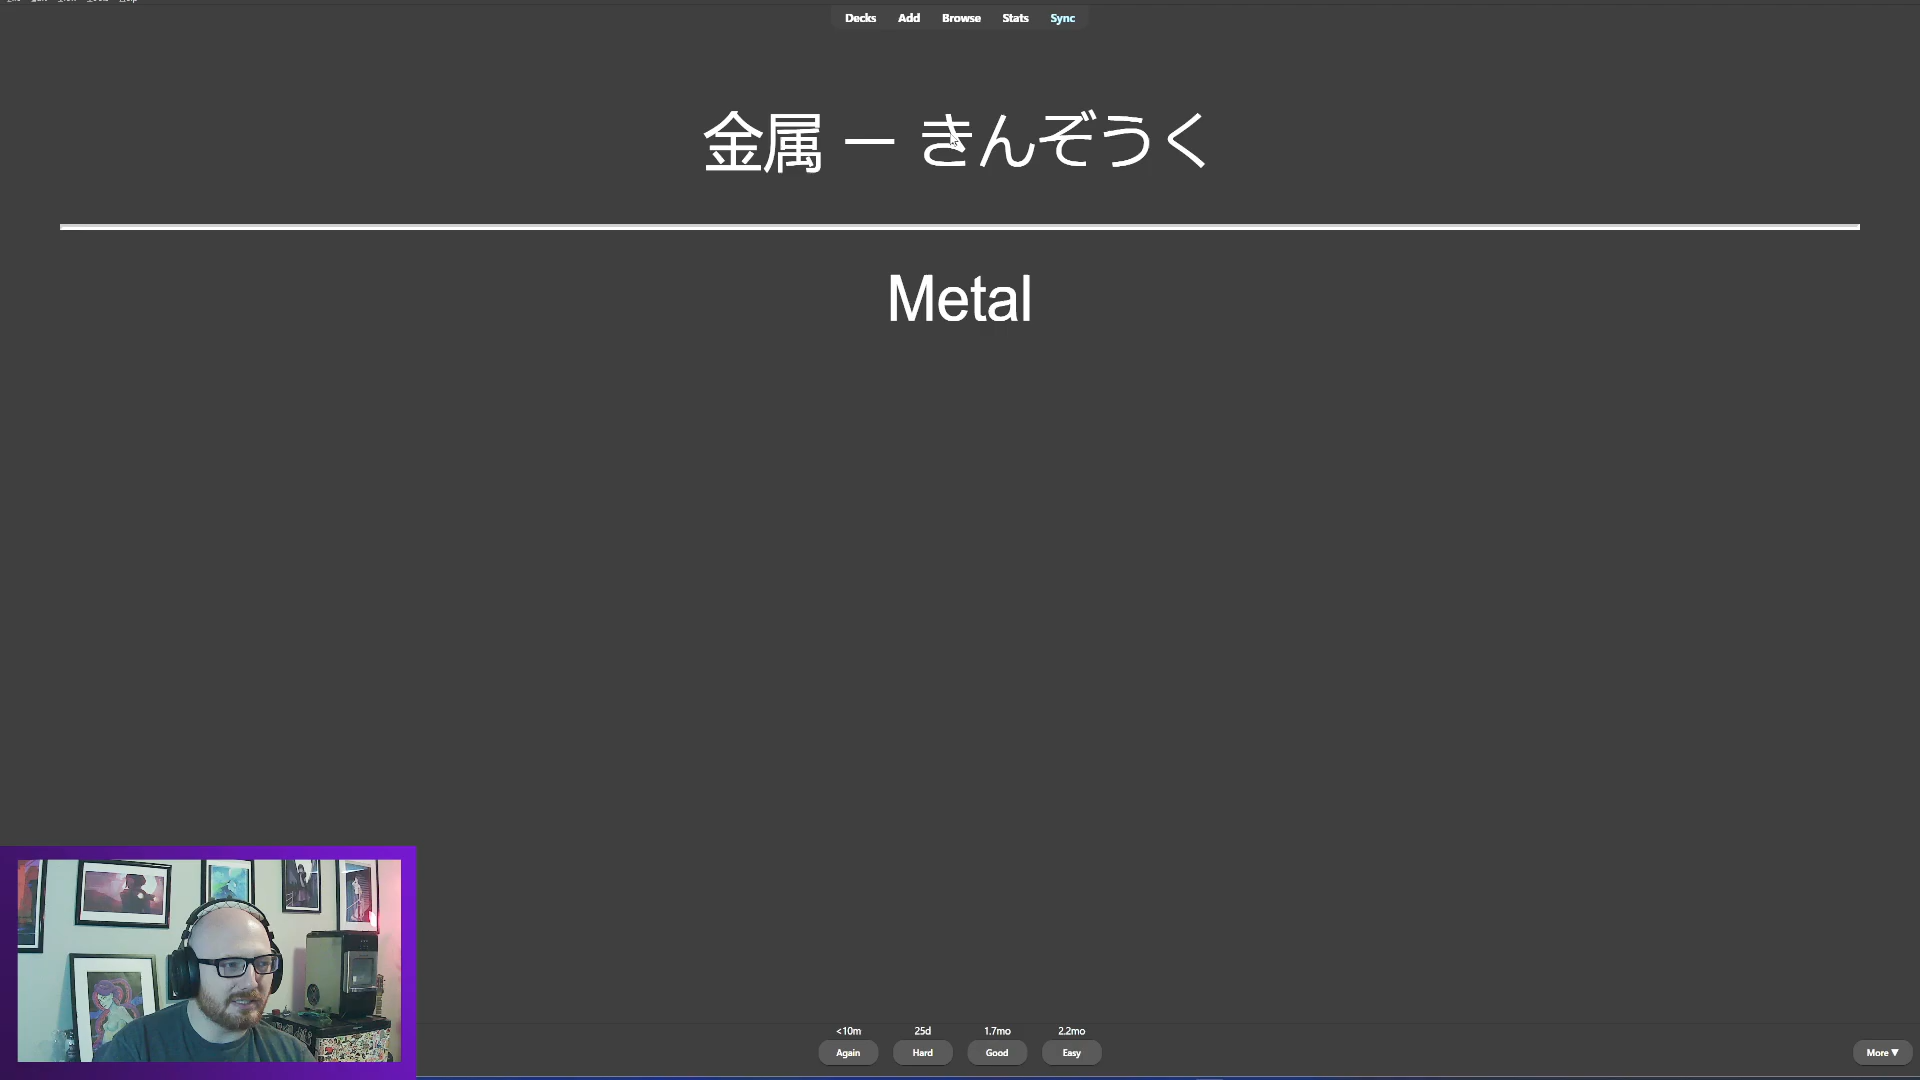 Decks Add Browse Stats Sync
金属 ー きんぞうく
Metal
<10m 25d 1.7mo 2.2mo
Again Hard Good Easy
More ▼